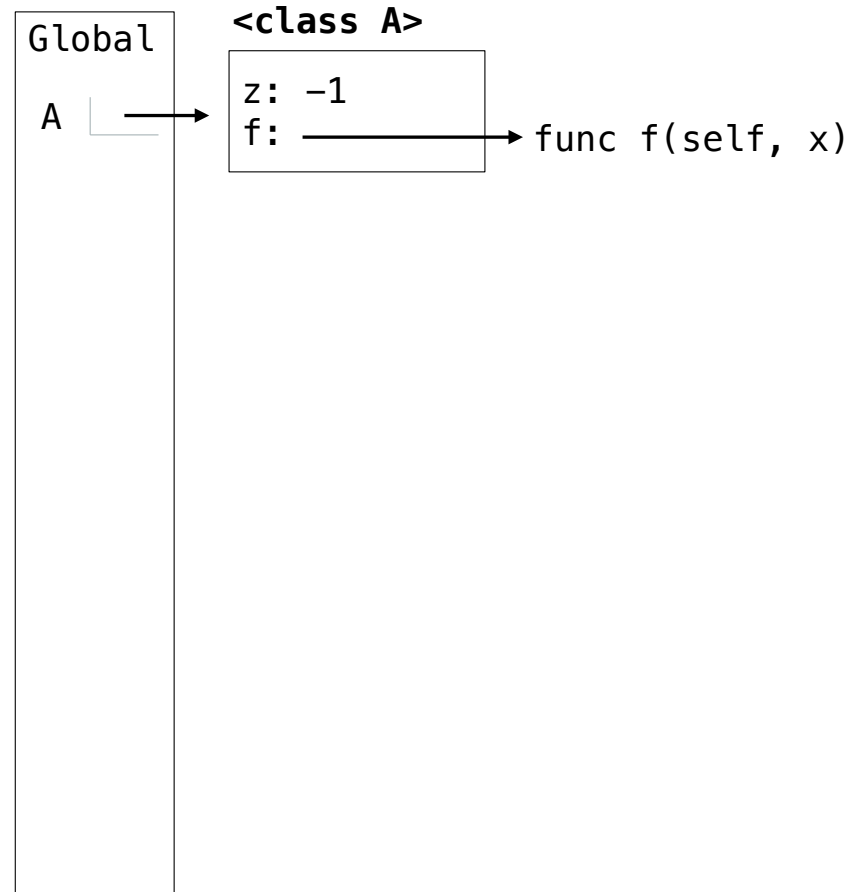 Global
A
<class A>
z: −1
f:
func f(self, x)